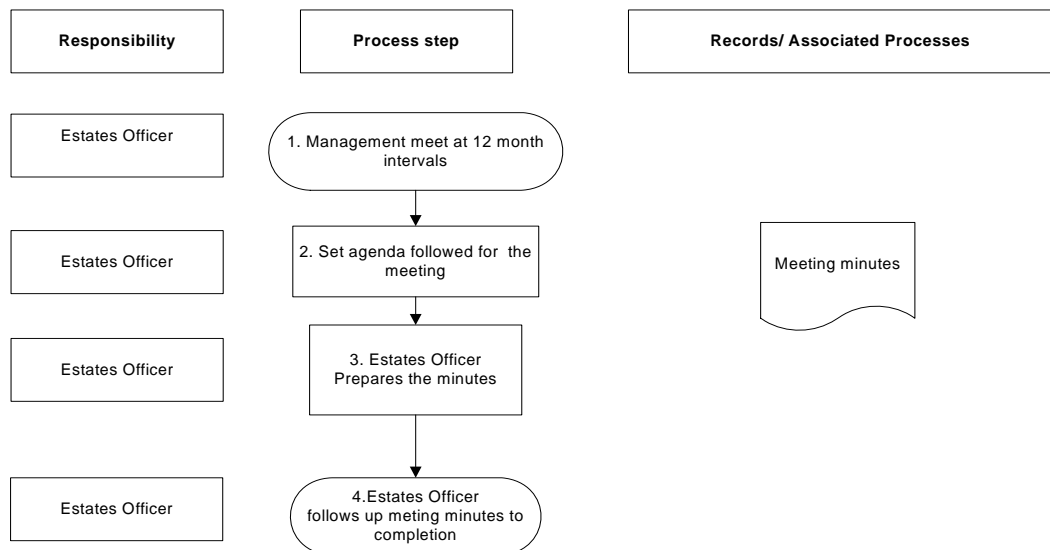 Responsibility
Process step
Records/ Associated Processes
Estates Officer
1. Management meet at 12 month
intervals
Estates Officer
2. Set agenda followed for the
meeting
Meeting minutes
Estates Officer
3. Estates Officer
Prepares the minutes
Estates Officer
4.Estates Officer
follows up meting minutes to
completion